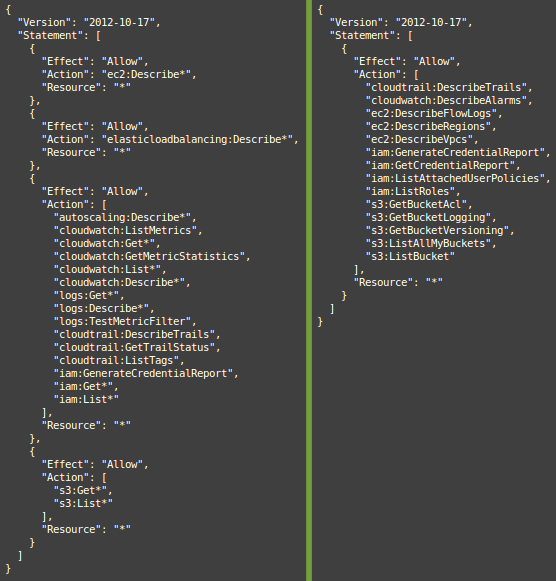 {
  "Version": "2012-10-17",
  "Statement": [
    {
      "Effect": "Allow",
      "Action": "ec2:Describe*",
      "Resource": "*"
    },
    {
      "Effect": "Allow",
      "Action": "elasticloadbalancing:Describe*",
      "Resource": "*"
    },
    {
      "Effect": "Allow",
      "Action": [
        "autoscaling:Describe*",
        "cloudwatch:ListMetrics",
        "cloudwatch:Get*",
        "cloudwatch:GetMetricStatistics",
        "cloudwatch:List*",
        "cloudwatch:Describe*",
        "logs:Get*",
        "logs:Describe*",
        "logs:TestMetricFilter",
        "cloudtrail:DescribeTrails",
        "cloudtrail:GetTrailStatus",
        "cloudtrail:ListTags",
        "iam:GenerateCredentialReport",
        "iam:Get*",
        "iam:List*"
      ],
      "Resource": "*"
    },
    {
      "Effect": "Allow",
      "Action": [
        "s3:Get*",
        "s3:List*"
      ],
      "Resource": "*"
    }
  ]
}
{
  "Version": "2012-10-17",
  "Statement": [
    {
      "Effect": "Allow",
      "Action": [
        "cloudtrail:DescribeTrails",
        "cloudwatch:DescribeAlarms",
        "ec2:DescribeFlowLogs",
        "ec2:DescribeRegions",
        "ec2:DescribeVpcs",
        "iam:GenerateCredentialReport",
        "iam:GetCredentialReport",
        "iam:ListAttachedUserPolicies",
        "iam:ListRoles",
        "s3:GetBucketAcl",
        "s3:GetBucketLogging",
        "s3:GetBucketVersioning",
        "s3:ListAllMyBuckets",
        "s3:ListBucket"
      ],
      "Resource": "*"
    }
  ]
}